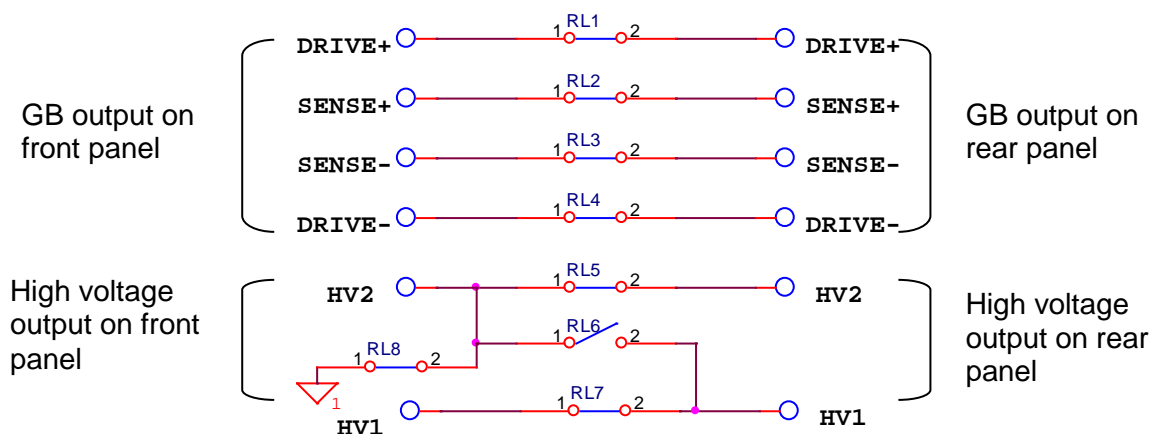 RL1
DRIVE+ 1 2 DRIVE+
RL2
SENSE+ 1 2 SENSE+
GB output on
front panel
GB output on
rear panel
RL3
SENSE- 1 2 SENSE-
RL4
DRIVE- 1 2 DRIVE-
High voltage
output on front
panel
RL5
HV2 1 2 HV2
High voltage
output on rear
panel
RL6
1 2
RL8
1 2
1
RL7
HV1 1 2 HV1